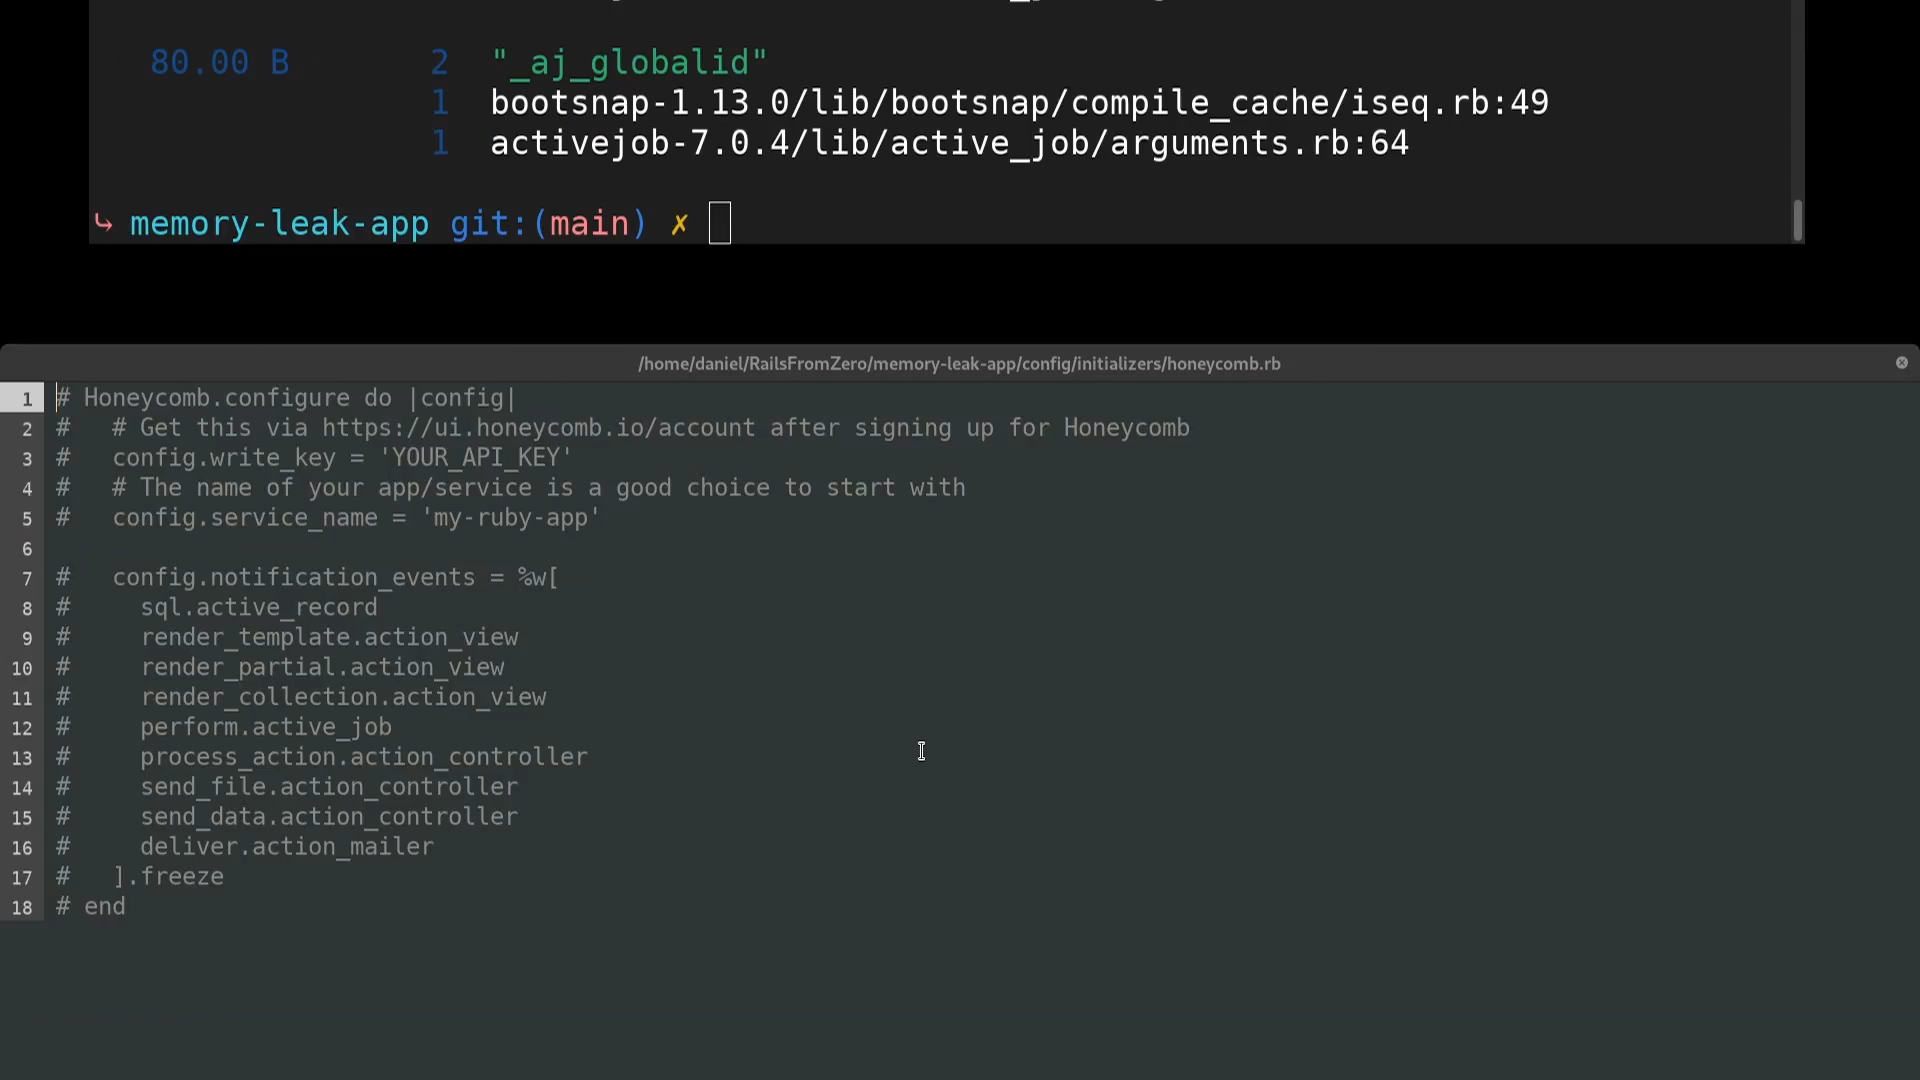 80.00 B 2 "_aj_globalid"
1 bootsnap-1.13.0/lib/bootsnap/compile_cache/iseq.rb:49
1 activejob-7.0.4/lib/active_job/arguments.rb:64
↪ memory-leak-app git:(main) ✗
/home/daniel/RailsFromZero/memory-leak-app/config/initializers/honeycomb.rb
1 # Honeycomb.configure do |config|
2 #   # Get this via https://ui.honeycomb.io/account after signing up for Honeycomb
3 #   config.write_key = 'YOUR_API_KEY'
4 #   # The name of your app/service is a good choice to start with
5 #   config.service_name = 'my-ruby-app'
6
7 #   config.notification_events = %w[
8 #     sql.active_record
9 #     render_template.action_view
10 #     render_partial.action_view
11 #     render_collection.action_view
12 #     perform.active_job
13 #     process_action.action_controller
14 #     send_file.action_controller
15 #     send_data.action_controller
16 #     deliver.action_mailer
17 #   ].freeze
18 # end